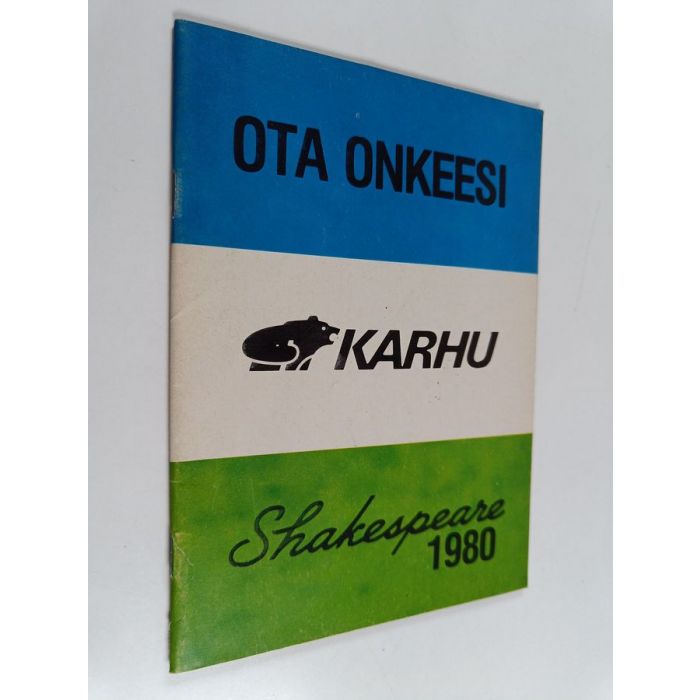 OTA ONKEESI
KARHU
Shakespeare
1980